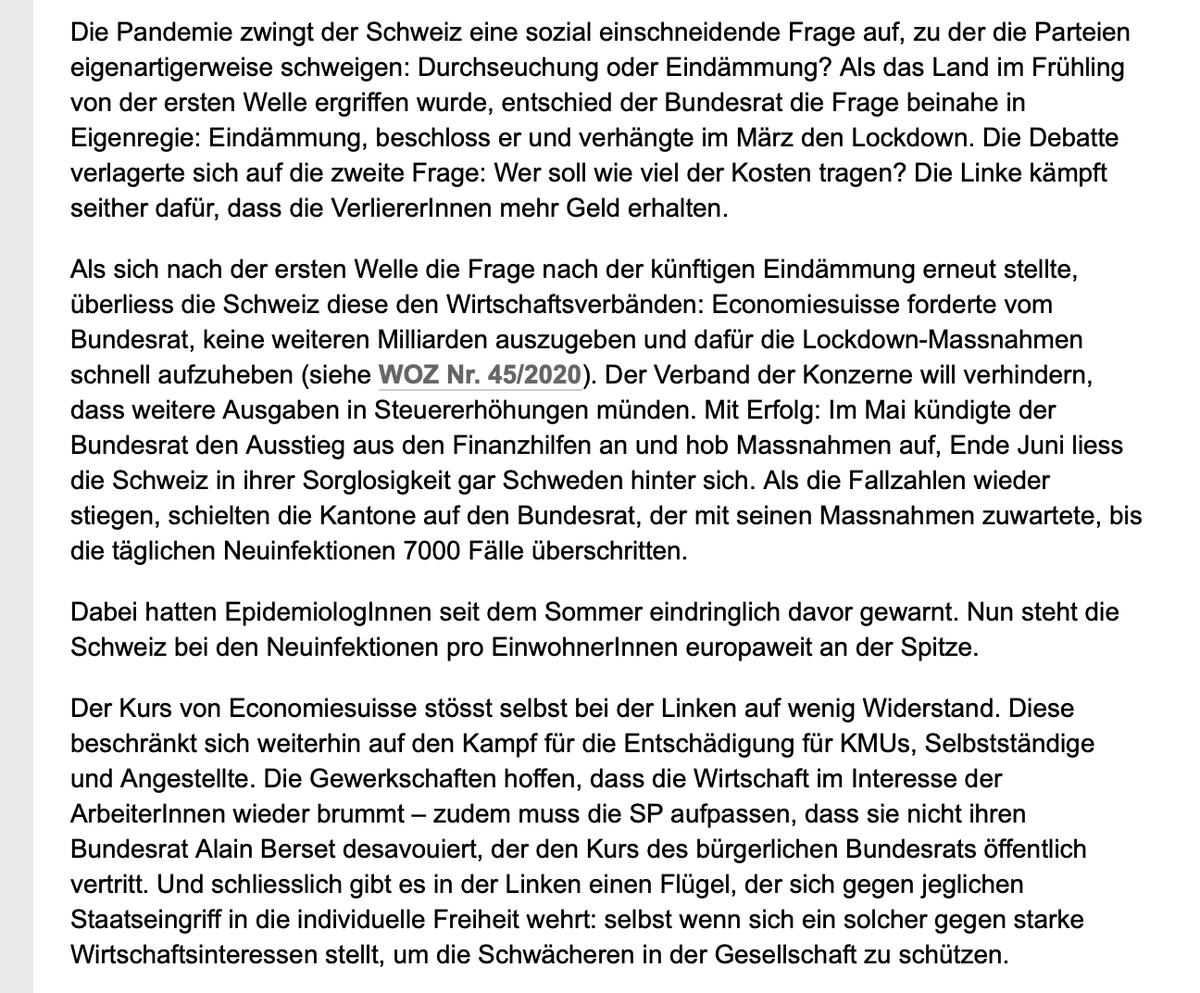 Die Pandemie zwingt der Schweiz eine sozial einschneidende Frage auf, zu der die Parteien
eigenartigerweise schweigen: Durchseuchung oder Eindämmung? Als das Land im Frühling
von der ersten Welle ergriffen wurde, entschied der Bundesrat die Frage beinahe in
Eigenregie: Eindämmung, beschloss er und verhängte im März den Lockdown. Die Debatte
verlagerte sich auf die zweite Frage: Wer soll wie viel der Kosten tragen? Die Linke kämpft
seither dafür, dass die VerliererInnen mehr Geld erhalten.
Als sich nach der ersten Welle die Frage nach der künftigen Eindämmung erneut stellte,
überliess die Schweiz diese den Wirtschaftsverbänden: Economiesuisse forderte vom
Bundesrat, keine weiteren Milliarden auszugeben und dafür die Lockdown-Massnahmen
schnell aufzuheben (siehe WOZ Nr. 45/2020). Der Verband der Konzerne will verhindern,
dass weitere Ausgaben in Steuererhöhungen münden. Mit Erfolg: Im Mai kündigte der
Bundesrat den Ausstieg aus den Finanzhilfen an und hob Massnahmen auf, Ende Juni liess
die Schweiz in ihrer Sorglosigkeit gar Schweden hinter sich. Als die Fallzahlen wieder
stiegen, schielten die Kantone auf den Bundesrat, der mit seinen Massnahmen zuwartete, bis
die täglichen Neuinfektionen 7000 Fälle überschritten.
Dabei hatten EpidemiologInnen seit dem Sommer eindringlich davor gewarnt. Nun steht die
Schweiz bei den Neuinfektionen pro EinwohnerInnen europaweit an der Spitze.
Der Kurs von Economiesuisse stösst selbst bei der Linken auf wenig Widerstand. Diese
beschränkt sich weiterhin auf den Kampf für die Entschädigung für KMUs, Selbstständige
und Angestellte. Die Gewerkschaften hoffen, dass die Wirtschaft im Interesse der
ArbeiterInnen wieder brummt – zudem muss die SP aufpassen, dass sie nicht ihren
Bundesrat Alain Berset desavouiert, der den Kurs des bürgerlichen Bundesrats öffentlich
vertritt. Und schliesslich gibt es in der Linken einen Flügel, der sich gegen jeglichen
Staatseingriff in die individuelle Freiheit wehrt: selbst wenn sich ein solcher gegen starke
Wirtschaftsinteressen stellt, um die Schwächeren in der Gesellschaft zu schützen.